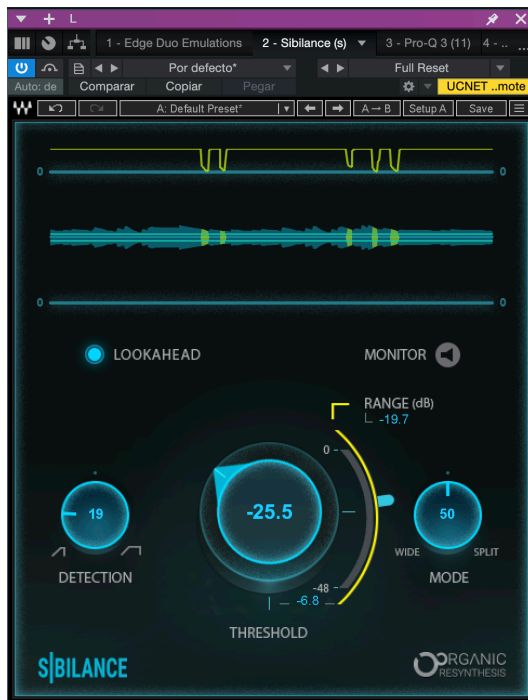 L
1 - Edge Duo Emulations 2 - Sibilance (s) 3 - Pro-Q 3 (11) 4 - .. ...
Por defecto* Full Reset
Auto: de Comparar Copiar Pegar UCNET ..mote
A: Default Preset* A→B Setup A Save
0 0
0 0
LOOKAHEAD MONITOR
RANGE (dB)
-19.7
0
19 -25.5 50
WIDE SPLIT
DETECTION MODE
-48
-6.8
THRESHOLD
S|BILANCE ORGANIC
RESYNTHESIS